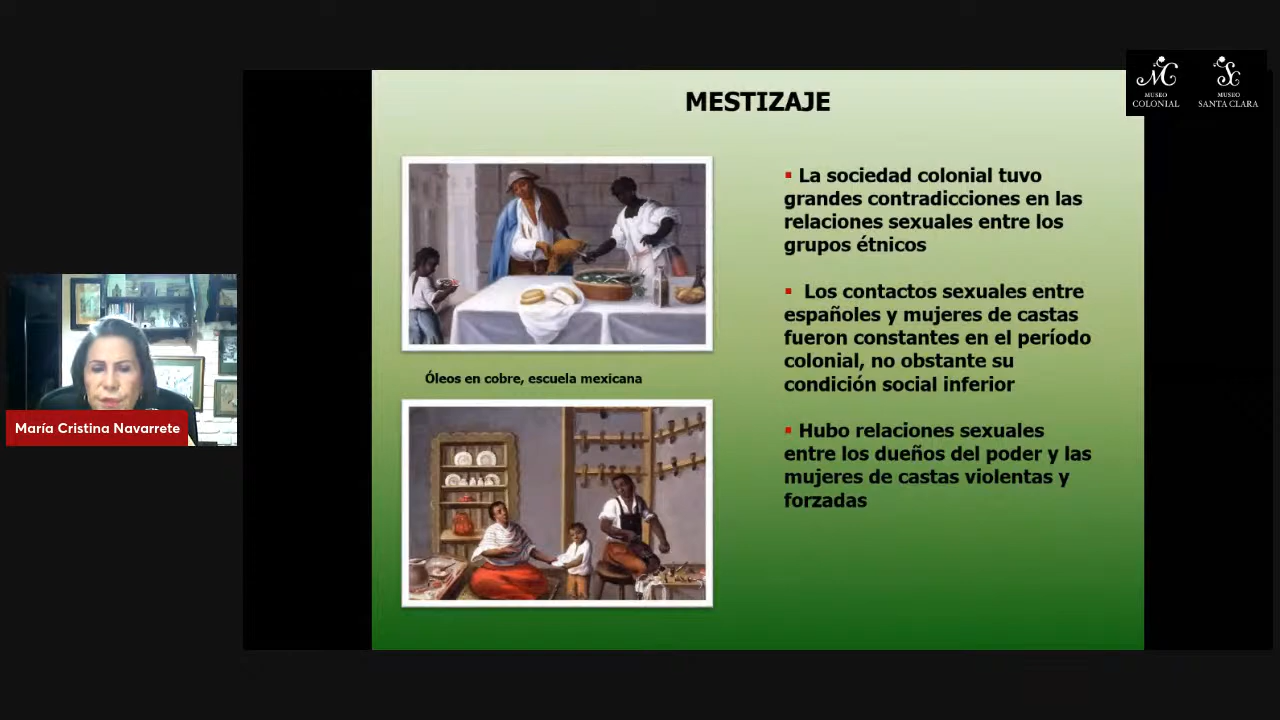 MUSEO
COLONIAL
MUSEO
SANTA CLARA
MESTIZAJE
▪ La sociedad colonial tuvo
grandes contradicciones en las
relaciones sexuales entre los
grupos étnicos
▪ Los contactos sexuales entre
españoles y mujeres de castas
fueron constantes en el período
colonial, no obstante su
condición social inferior
▪ Hubo relaciones sexuales
entre los dueños del poder y las
mujeres de castas violentas y
forzadas
Óleos en cobre, escuela mexicana
María Cristina Navarrete